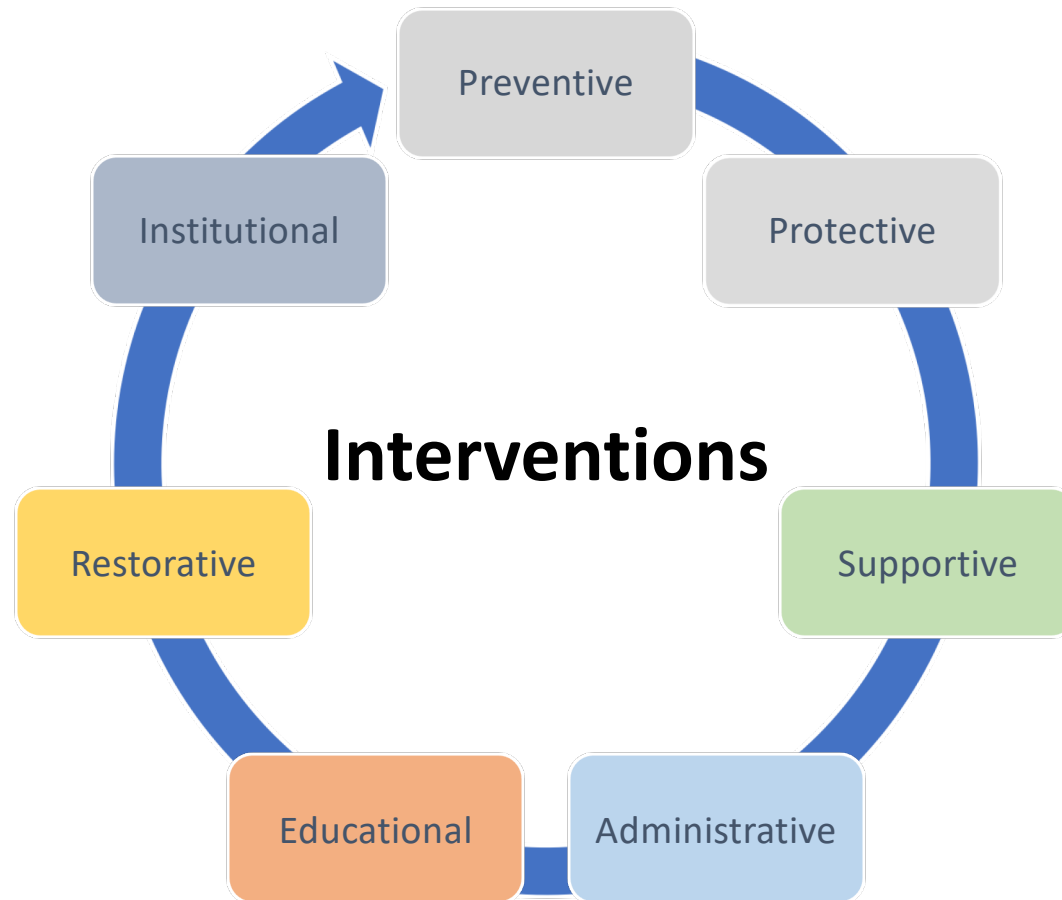 Preventive
Protective
Supportive
Administrative
Educational
Restorative
Institutional
Interventions